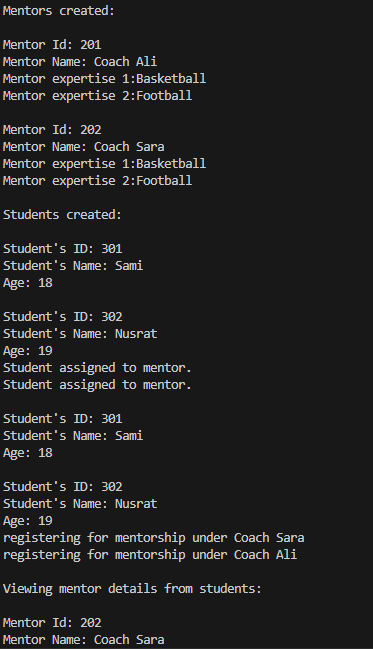 Mentors created:
Mentor Id: 201
Mentor Name: Coach Ali
Mentor expertise 1:Basketball
Mentor expertise 2:Football
Mentor Id: 202
Mentor Name: Coach Sara
Mentor expertise 1:Basketball
Mentor expertise 2:Football
Students created:
Student's ID: 301
Student's Name: Sami
Age: 18
Student's ID: 302
Student's Name: Nusrat
Age: 19
Student assigned to mentor.
Student assigned to mentor.
Student's ID: 301
Student's Name: Sami
Age: 18
Student's ID: 302
Student's Name: Nusrat
Age: 19
registering for mentorship under Coach Sara
registering for mentorship under Coach Ali
Viewing mentor details from students:
Mentor Id: 202
Mentor Name: Coach Sara